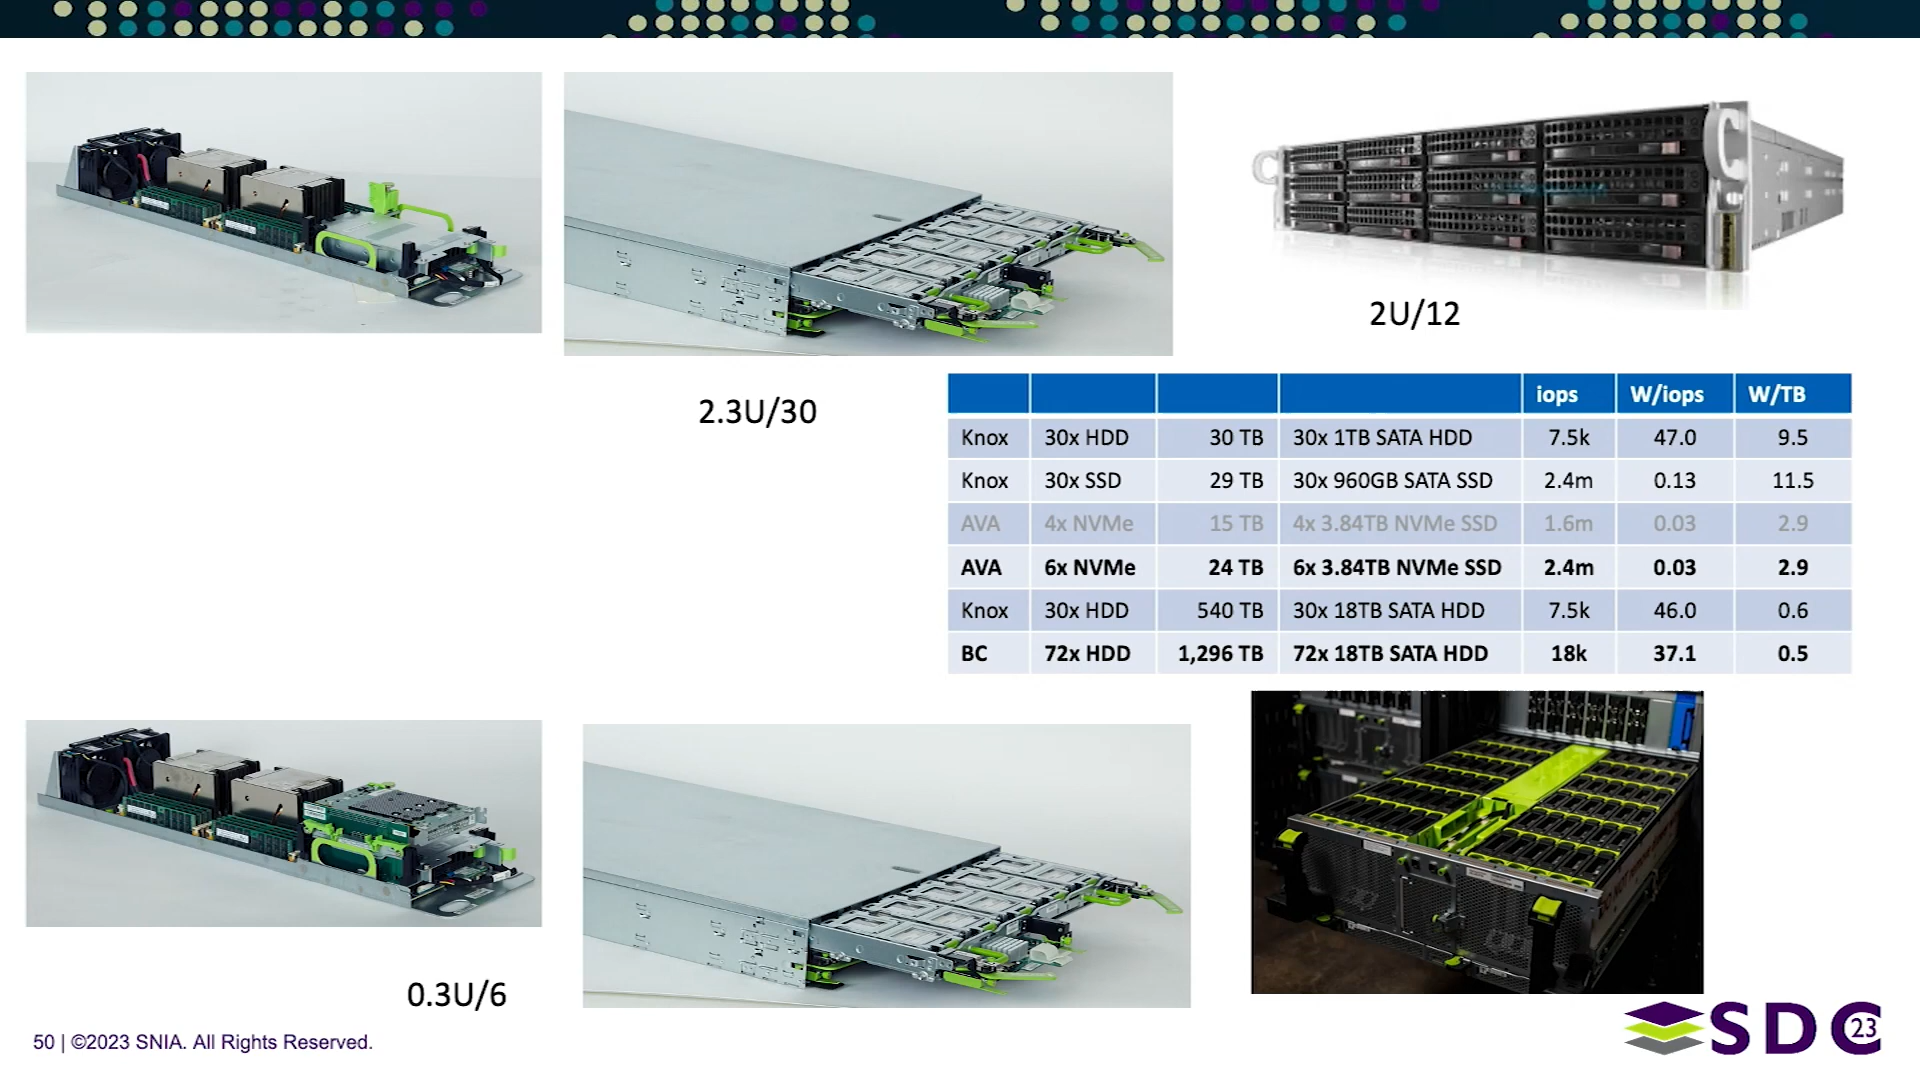 2U/12
2.3U/30
iops W/iops W/TB
Knox 30x HDD 30 TB 30x 1TB SATA HDD 7.5k 47.0 9.5
Knox 30x SSD 29 TB 30x 960GB SATA SSD 2.4m 0.13 11.5
AVA 4x NVMe 15 TB 4x 3.84TB NVMe SSD 1.6m 0.03 2.9
AVA 6x NVMe 24 TB 6x 3.84TB NVMe SSD 2.4m 0.03 2.9
Knox 30x HDD 540 TB 30x 18TB SATA HDD 7.5k 46.0 0.6
BC 72x HDD 1,296 TB 72x 18TB SATA HDD 18k 37.1 0.5
0.3U/6
50 | ©2023 SNIA. All Rights Reserved.
SDC 23